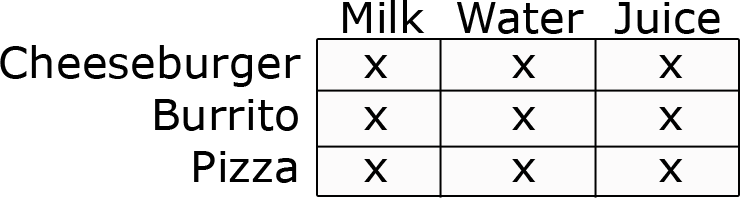 Milk Water Juice
Cheeseburger x x x
Burrito x x x
Pizza x x x